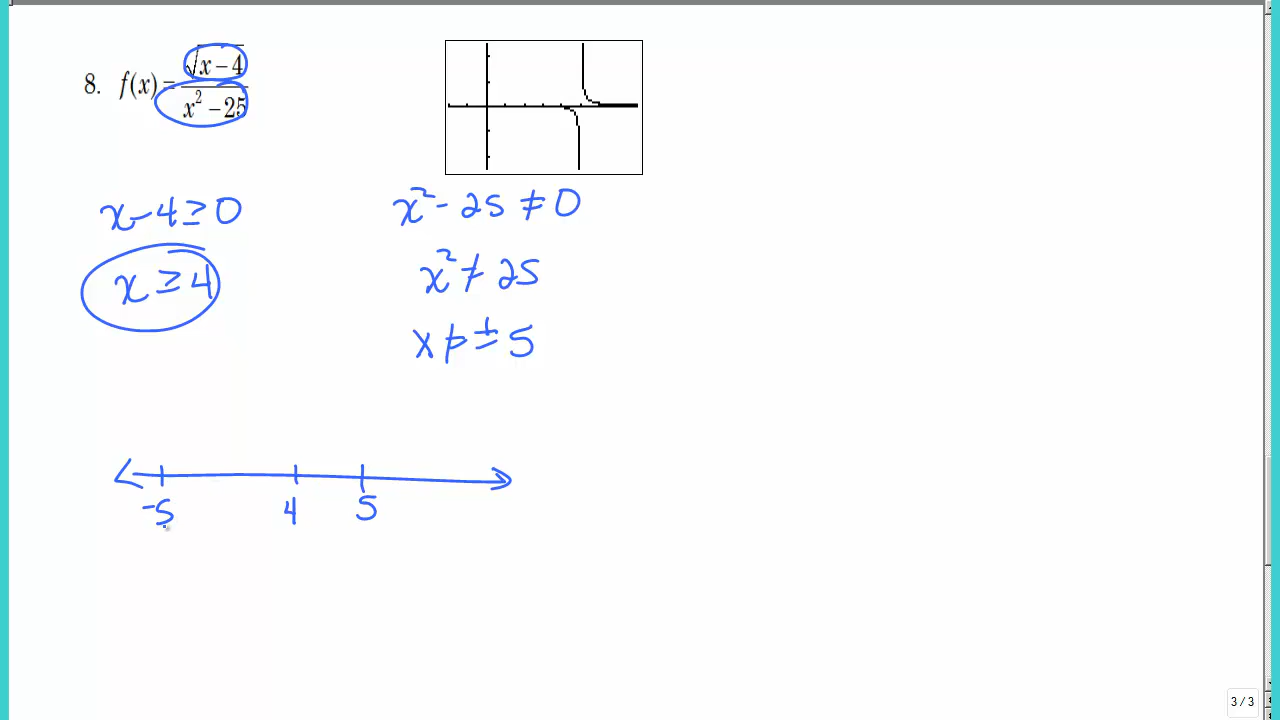 8. f(x) = √(x − 4) / (x² − 25)
x − 4 ≥ 0
x ≥ 4
x² − 25 ≠ 0
x² ≠ 25
x ≠ ± 5
-5 4 5
3 / 3